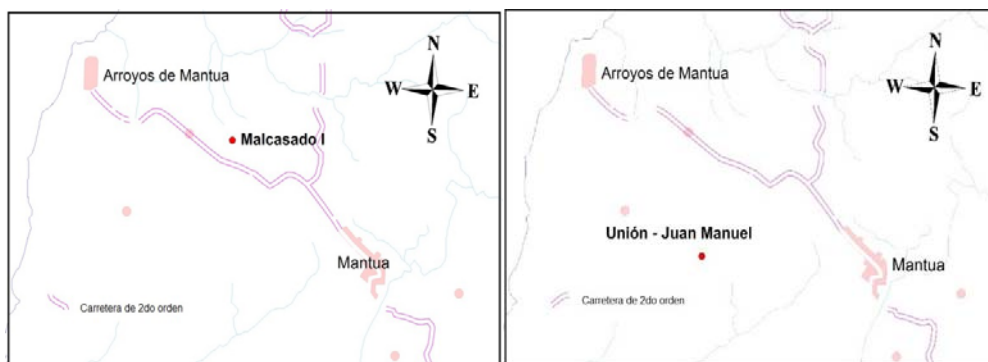 Arroyos de Mantua
N
W
E
S
Malcasado I
Mantua
Carretera de 2do orden
Arroyos de Mantua
N
W
E
S
Unión - Juan Manuel
Mantua
Carretera de 2do orden